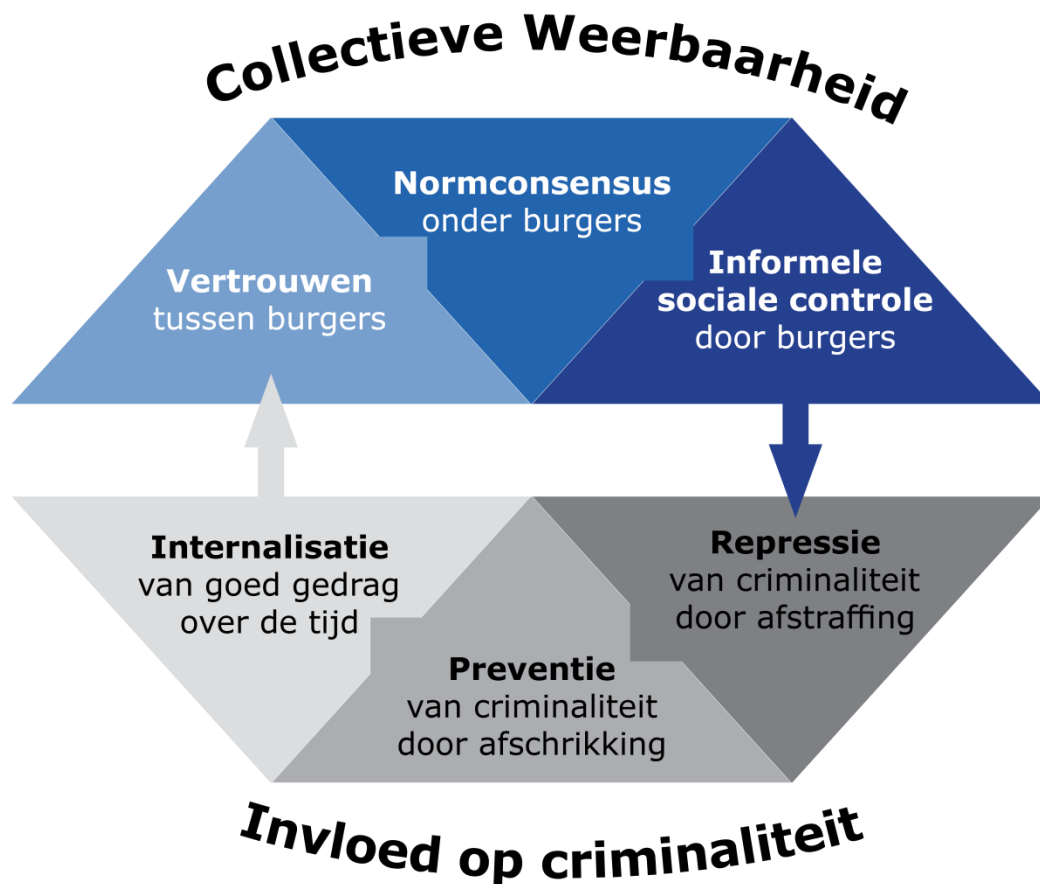 Collectieve Weerbaarheid
Normconsensus
onder burgers
Vertrouwen
tussen burgers
Informele
sociale controle
door burgers
Internalisatie
van goed gedrag
over de tijd
Preventie
van criminaliteit
door afschrikking
Repressie
van criminaliteit
door afstraffing
Invloed op criminaliteit